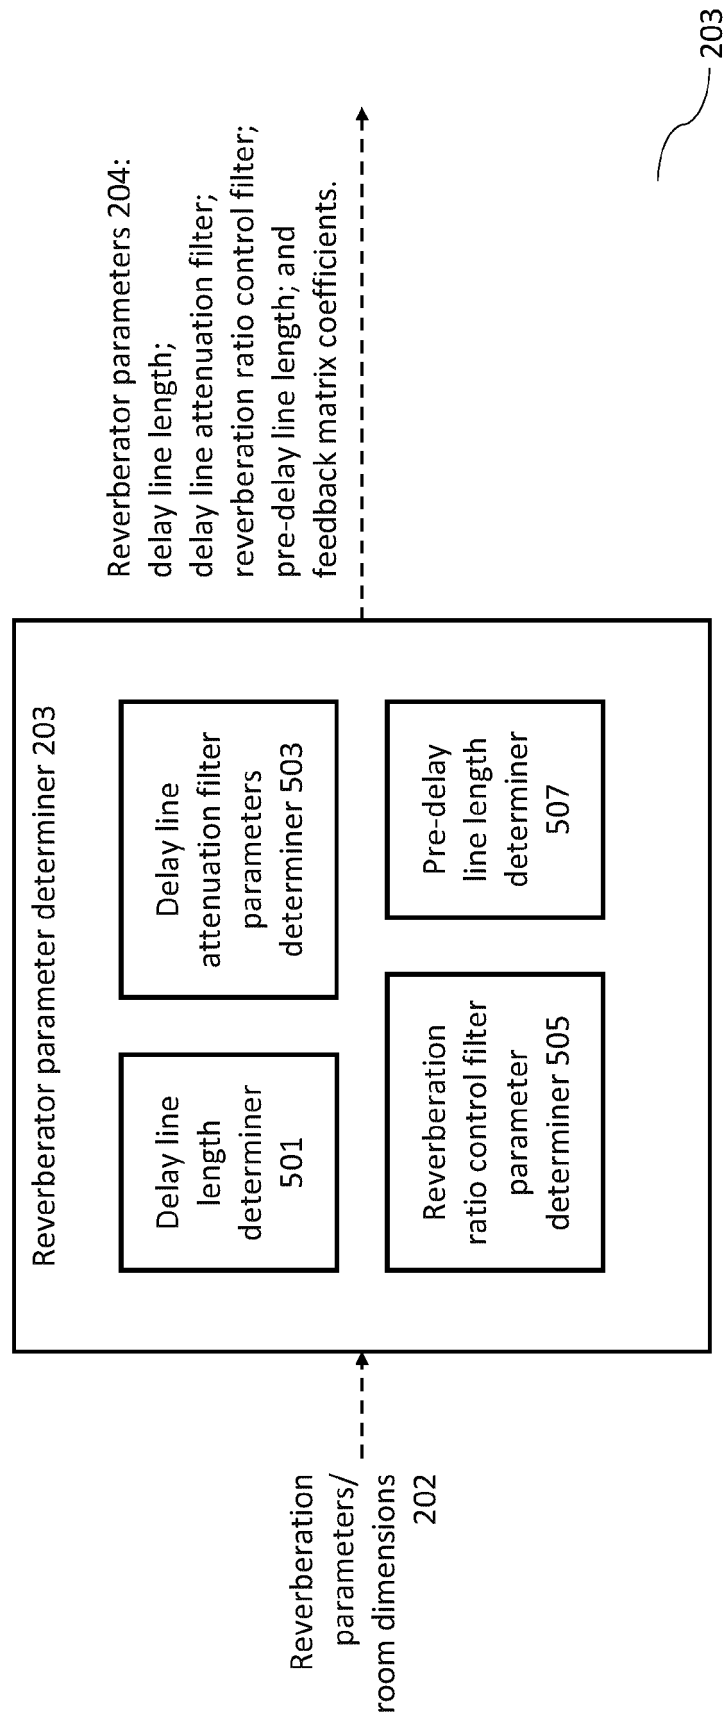 Reverberation
parameters/
room dimensions
202
Reverberator parameter determiner 203
Delay line
length
determiner
501
Delay line
attenuation filter
parameters
determiner 503
Reverberation
ratio control filter
parameter
determiner 505
Pre-delay
line length
determiner
507
Reverberator parameters 204:
delay line length;
delay line attenuation filter;
reverberation ratio control filter;
pre-delay line length; and
feedback matrix coefficients.
203